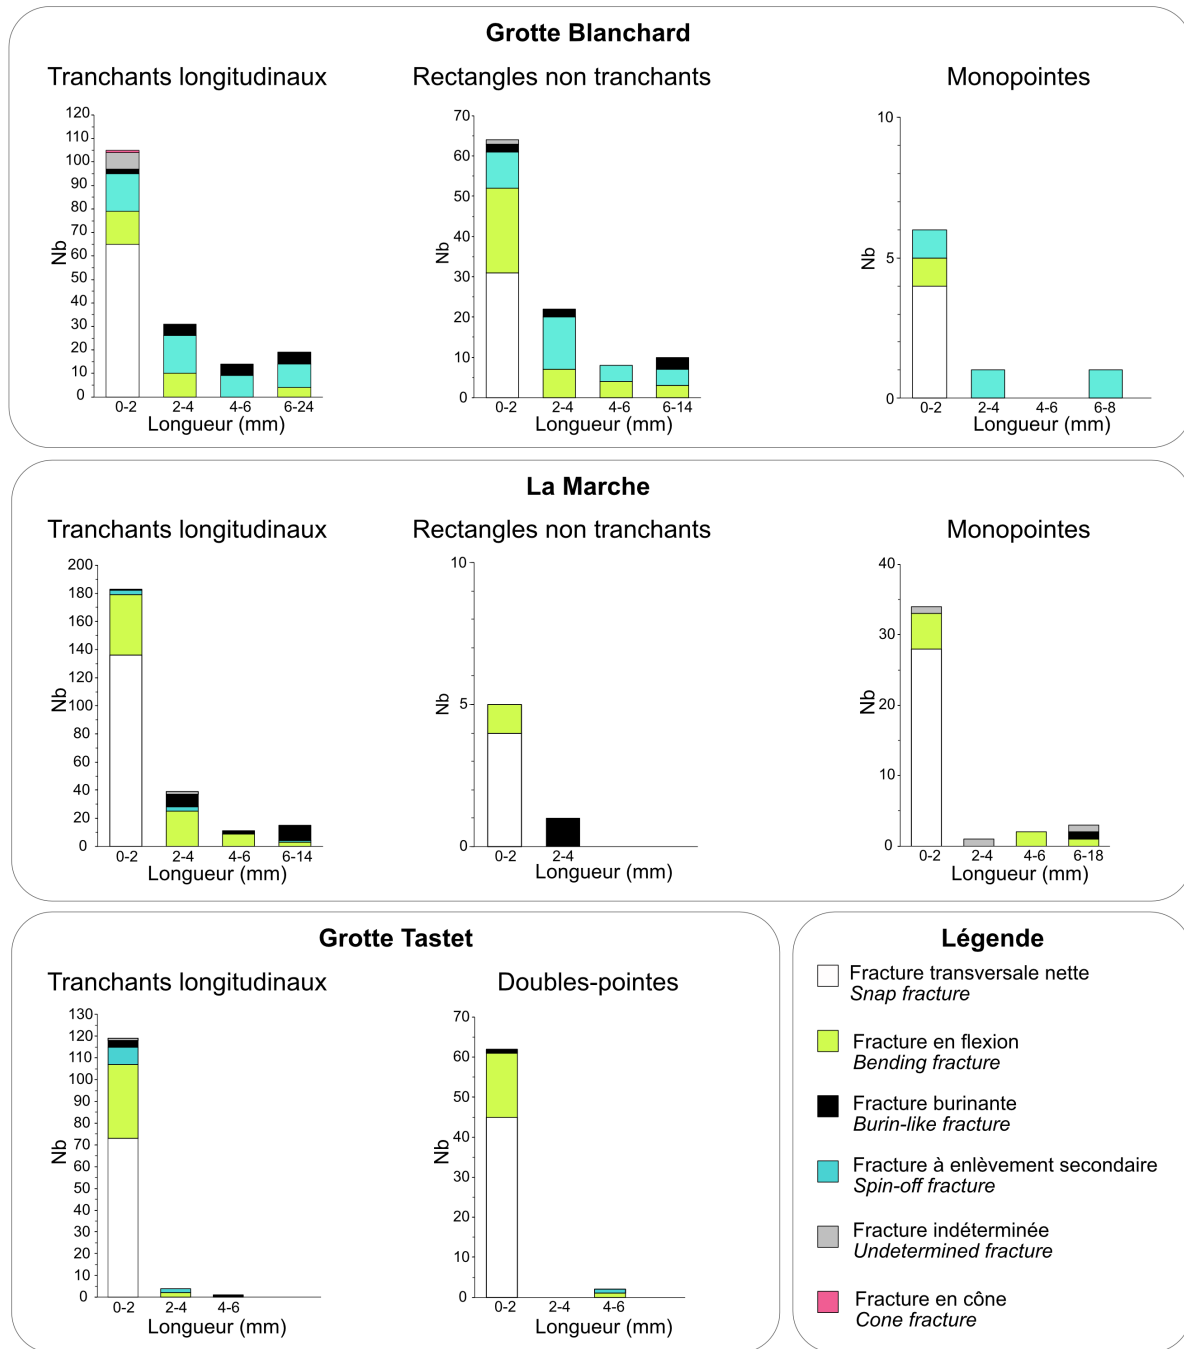 Grotte Blanchard
Tranchants longitudinaux
120
110
100
90
80
70
60
50
40
30
20
10
0
Nb
0-2 2-4 4-6 6-24
Longueur (mm)
Rectangles non tranchants
70
60
50
40
30
20
10
0
Nb
0-2 2-4 4-6 6-14
Longueur (mm)
Monopointes
10
5
0
Nb
0-2 2-4 4-6 6-8
Longueur (mm)
La Marche
Tranchants longitudinaux
200
180
160
140
120
100
80
60
40
20
0
Nb
0-2 2-4 4-6 6-14
Longueur (mm)
Rectangles non tranchants
10
5
0
Nb
0-2 2-4
Longueur (mm)
Monopointes
40
30
20
10
0
Nb
0-2 2-4 4-6 6-18
Longueur (mm)
Grotte Tastet
Tranchants longitudinaux
130
120
110
100
90
80
70
60
50
40
30
20
10
0
Nb
0-2 2-4 4-6
Longueur (mm)
Doubles-pointes
70
60
50
40
30
20
10
0
Nb
0-2 2-4 4-6
Longueur (mm)
Légende
Fracture transversale nette
Snap fracture
Fracture en flexion
Bending fracture
Fracture burinante
Burin-like fracture
Fracture à enlèvement secondaire
Spin-off fracture
Fracture indéterminée
Undetermined fracture
Fracture en cône
Cone fracture